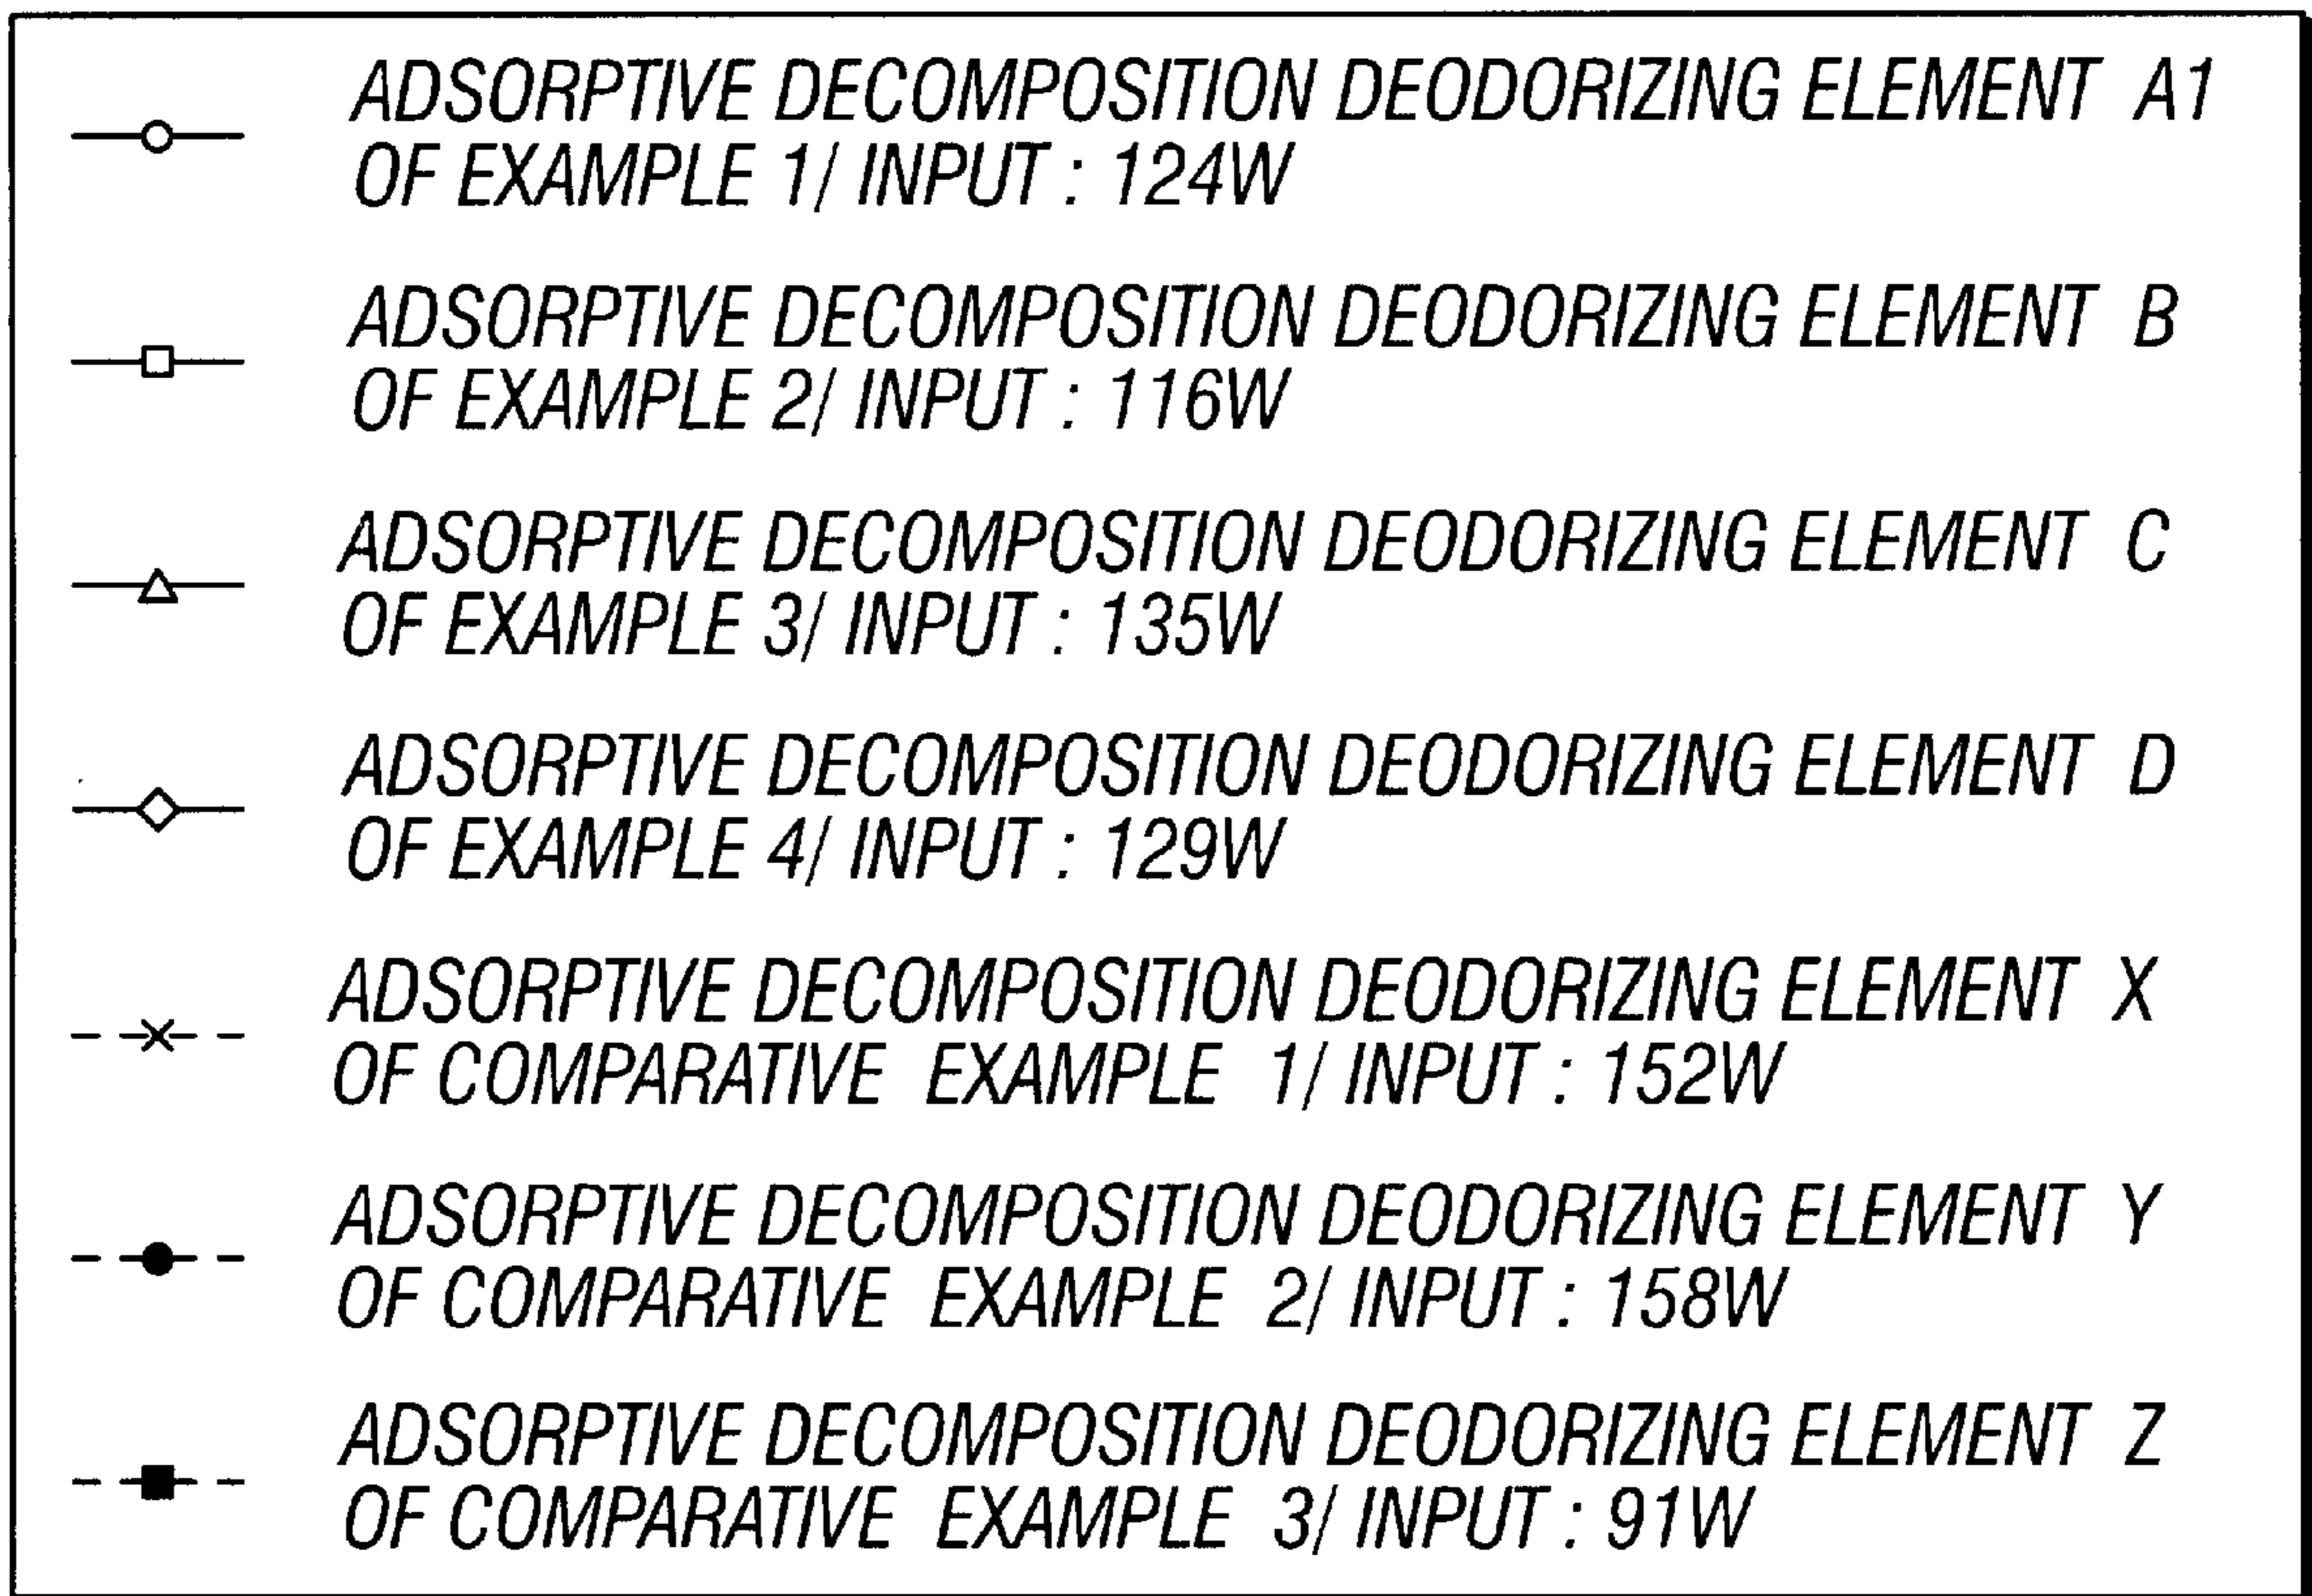 ADSORPTIVE DECOMPOSITION DEODORIZING ELEMENT A1
OF EXAMPLE 1/ INPUT : 124W
ADSORPTIVE DECOMPOSITION DEODORIZING ELEMENT B
OF EXAMPLE 2/ INPUT : 116W
ADSORPTIVE DECOMPOSITION DEODORIZING ELEMENT C
OF EXAMPLE 3/ INPUT : 135W
ADSORPTIVE DECOMPOSITION DEODORIZING ELEMENT D
OF EXAMPLE 4/ INPUT : 129W
ADSORPTIVE DECOMPOSITION DEODORIZING ELEMENT X
OF COMPARATIVE EXAMPLE 1/ INPUT : 152W
ADSORPTIVE DECOMPOSITION DEODORIZING ELEMENT Y
OF COMPARATIVE EXAMPLE 2/ INPUT : 158W
ADSORPTIVE DECOMPOSITION DEODORIZING ELEMENT Z
OF COMPARATIVE EXAMPLE 3/ INPUT : 91W